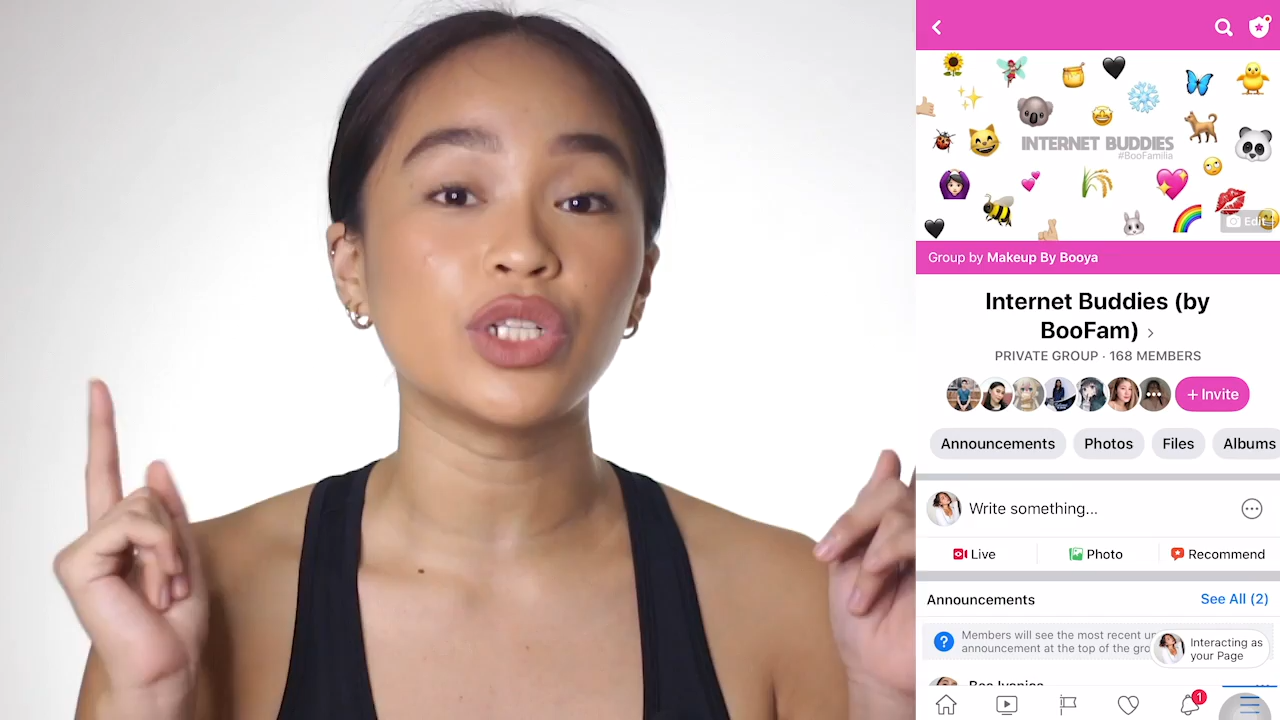 INTERNET BUDDIES
#BooFamilia
Edit
Group by Makeup By Booya
Internet Buddies (by
BooFam) >
PRIVATE GROUP · 168 MEMBERS
+ Invite
Announcements
Photos
Files
Albums
Write something...
Live
Photo
Recommend
Announcements
See All (2)
Members will see the most recent
announcement at the top of the
Interacting as
your Page
1